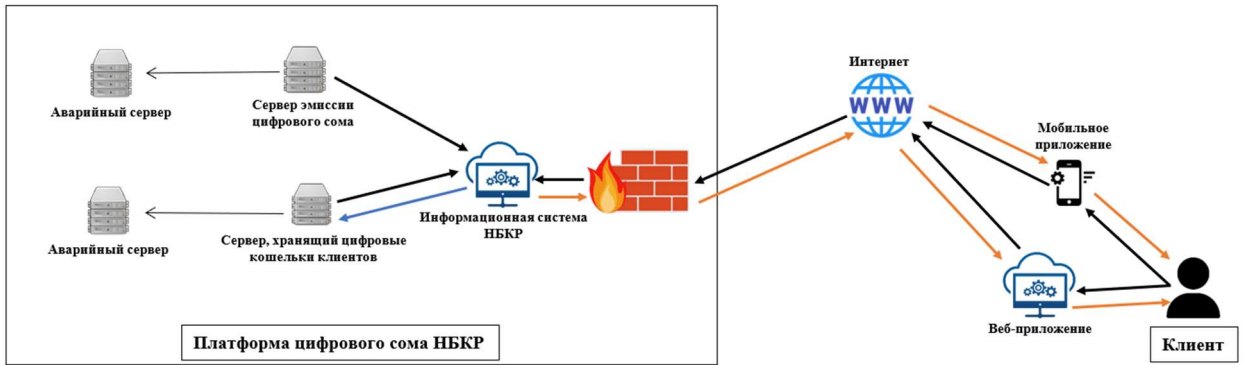 Аварийный сервер
Сервер эмиссии
цифрового сома
Аварийный сервер
Сервер, хранящий цифровые
кошельки клиентов
Информационная система
НБКР
Платформа цифрового сома НБКР
Интернет
WWW
Мобильное
приложение
Веб-приложение
Клиент